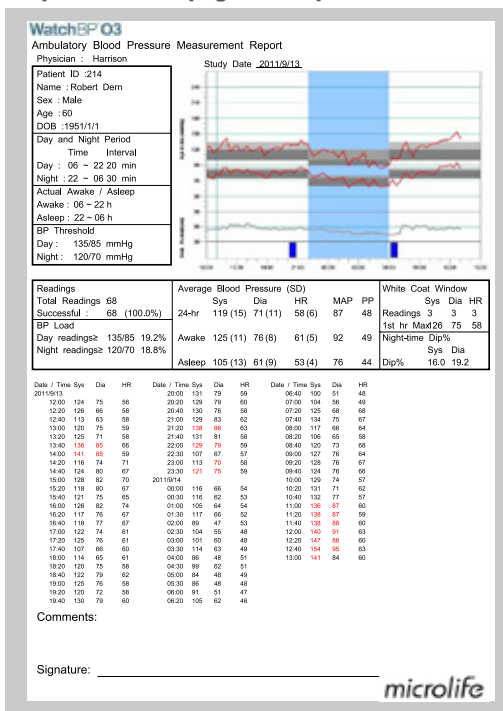 WatchBP O3
Ambulatory Blood Pressure Measurement Report
Physician : Harrison
Study Date 2011/9/13
Patient ID :214
Name : Robert Dern
Sex : Male
Age : 60
DOB : 1951/1/1
Day and Night Period
Time Interval
Day : 06 ~ 22 20 min
Night : 22 ~ 06 30 min
Actual Awake / Asleep
Awake : 06 ~ 22 h
Asleep : 22 ~ 06 h
BP Threshold
Day : 135/85 mmHg
Night : 120/70 mmHg
Readings
Total Readings :68
Successful : 68 (100.0%)
BP Load
Day readings≥ 135/85 19.2%
Night readings≥ 120/70 18.8%
Average Blood Pressure (SD)
Sys Dia HR MAP PP
24-hr 119 (15) 71 (11) 58 (6) 87 48
Awake 125 (11) 76 (8) 61 (5) 92 49
Asleep 105 (13) 61 (9) 53 (4) 76 44
White Coat Window
Sys Dia HR
Readings 3 3 3
1st hr Max126 75 58
Night-time Dip%
Sys Dia
Dip% 16.0 19.2
Date / Time Sys Dia HR
2011/9/13
12:00 124 75 56
12:20 126 66 58
12:40 113 63 58
13:00 120 75 59
13:20 125 71 58
13:40 136 85 66
14:00 141 85 59
14:20 116 74 71
14:40 124 80 67
15:00 128 82 70
15:20 118 80 67
15:40 121 75 65
16:00 126 82 74
16:20 117 76 67
16:40 118 77 67
17:00 122 74 61
17:20 125 76 61
17:40 107 66 60
18:00 114 65 61
18:20 120 75 58
18:40 122 79 62
19:00 125 76 58
19:20 120 72 58
19:40 130 79 60
Date / Time Sys Dia HR
20:00 131 79 59
20:20 129 79 60
20:40 130 76 58
21:00 129 83 62
21:20 138 86 63
21:40 131 81 58
22:00 129 79 59
22:30 107 67 57
23:00 113 70 58
23:30 121 75 59
2011/9/14
00:00 116 66 54
00:30 116 62 53
01:00 105 64 54
01:30 117 66 52
02:00 89 47 53
02:30 104 55 48
03:00 101 60 48
03:30 114 63 49
04:00 86 48 51
04:30 99 62 51
05:00 84 48 49
05:30 86 48 48
06:00 91 51 47
06:20 105 62 46
Date / Time Sys Dia HR
06:40 100 51 48
07:00 104 56 49
07:20 125 68 68
07:40 134 75 67
08:00 117 66 64
08:20 106 65 58
08:40 120 73 68
09:00 127 76 64
09:20 128 76 67
09:40 124 76 66
10:00 129 74 57
10:20 131 71 62
10:40 132 77 57
11:00 136 87 60
11:20 138 87 59
11:40 138 88 60
12:00 140 91 63
12:20 147 86 60
12:40 154 95 63
13:00 141 84 60
Comments:
Signature:
microlife